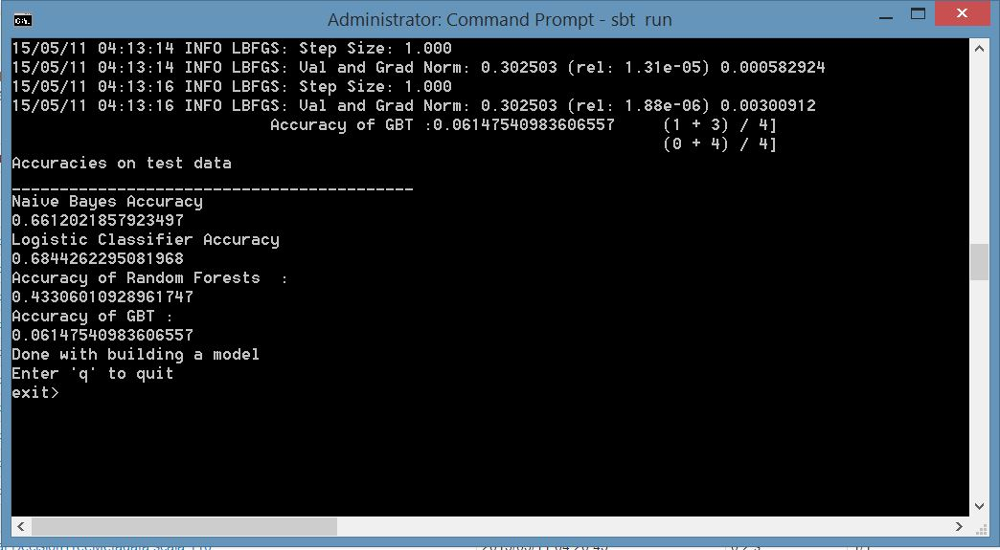 Administrator: Command Prompt - sbt run
15/05/11 04:13:14 INFO LBFGS: Step Size: 1.000
15/05/11 04:13:14 INFO LBFGS: Val and Grad Norm: 0.302503 (rel: 1.31e-05) 0.000582924
15/05/11 04:13:16 INFO LBFGS: Step Size: 1.000
15/05/11 04:13:16 INFO LBFGS: Val and Grad Norm: 0.302503 (rel: 1.88e-06) 0.00300912
Accuracy of GBT :0.06147540983606557 (1 + 3) / 4]
(0 + 4) / 4]
Accuracies on test data
__________________________________________
Naive Bayes Accuracy
0.6612021857923497
Logistic Classifier Accuracy
0.6844262295081968
Accuracy of Random Forests :
0.43306010928961747
Accuracy of GBT :
0.06147540983606557
Done with building a model
Enter 'q' to quit
exit>